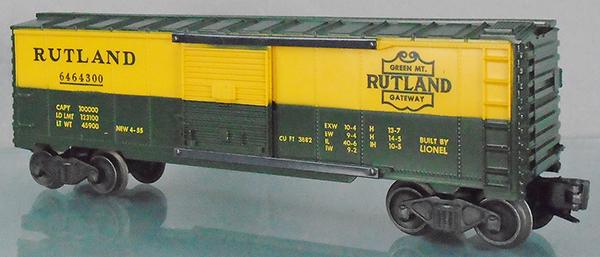 RUTLAND
6464300
CAPY 100000
LD LMT 123100
LT WT 45900 NEW 4-55
CU FT 3882
EXW 10-4 H 13-7
EW 9-4 H 14-5
IL 40-6 IH 10-5
IW 9-2
GREEN MT.
RUTLAND
GATEWAY
BUILT BY
LIONEL